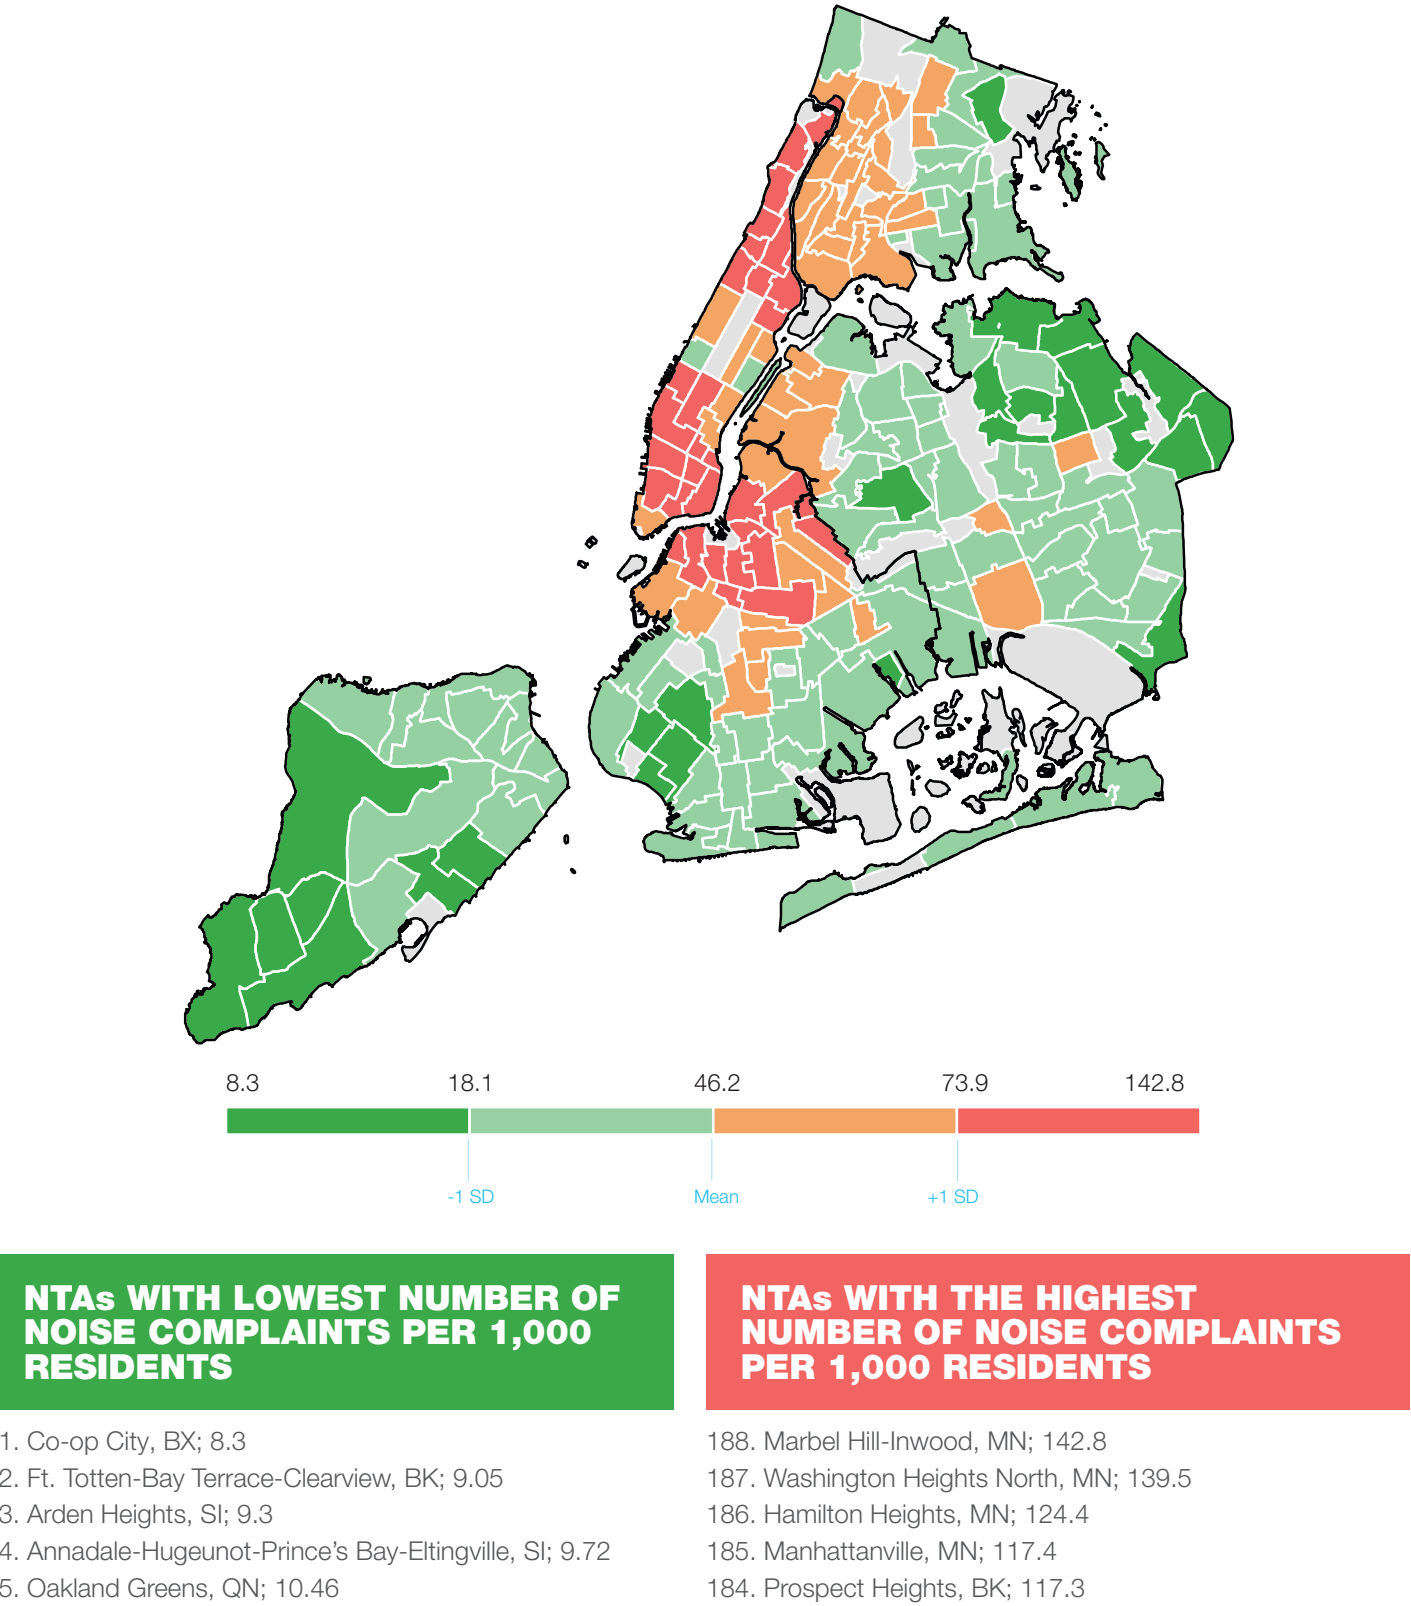 8.3 18.1 46.2 73.9 142.8
-1 SD Mean +1 SD
NTAs WITH LOWEST NUMBER OF
NOISE COMPLAINTS PER 1,000
RESIDENTS
1. Co-op City, BX; 8.3
2. Ft. Totten-Bay Terrace-Clearview, BK; 9.05
3. Arden Heights, SI; 9.3
4. Annadale-Hugeunot-Prince’s Bay-Eltingville, SI; 9.72
5. Oakland Greens, QN; 10.46
NTAs WITH THE HIGHEST
NUMBER OF NOISE COMPLAINTS
PER 1,000 RESIDENTS
188. Marbel Hill-Inwood, MN; 142.8
187. Washington Heights North, MN; 139.5
186. Hamilton Heights, MN; 124.4
185. Manhattanville, MN; 117.4
184. Prospect Heights, BK; 117.3